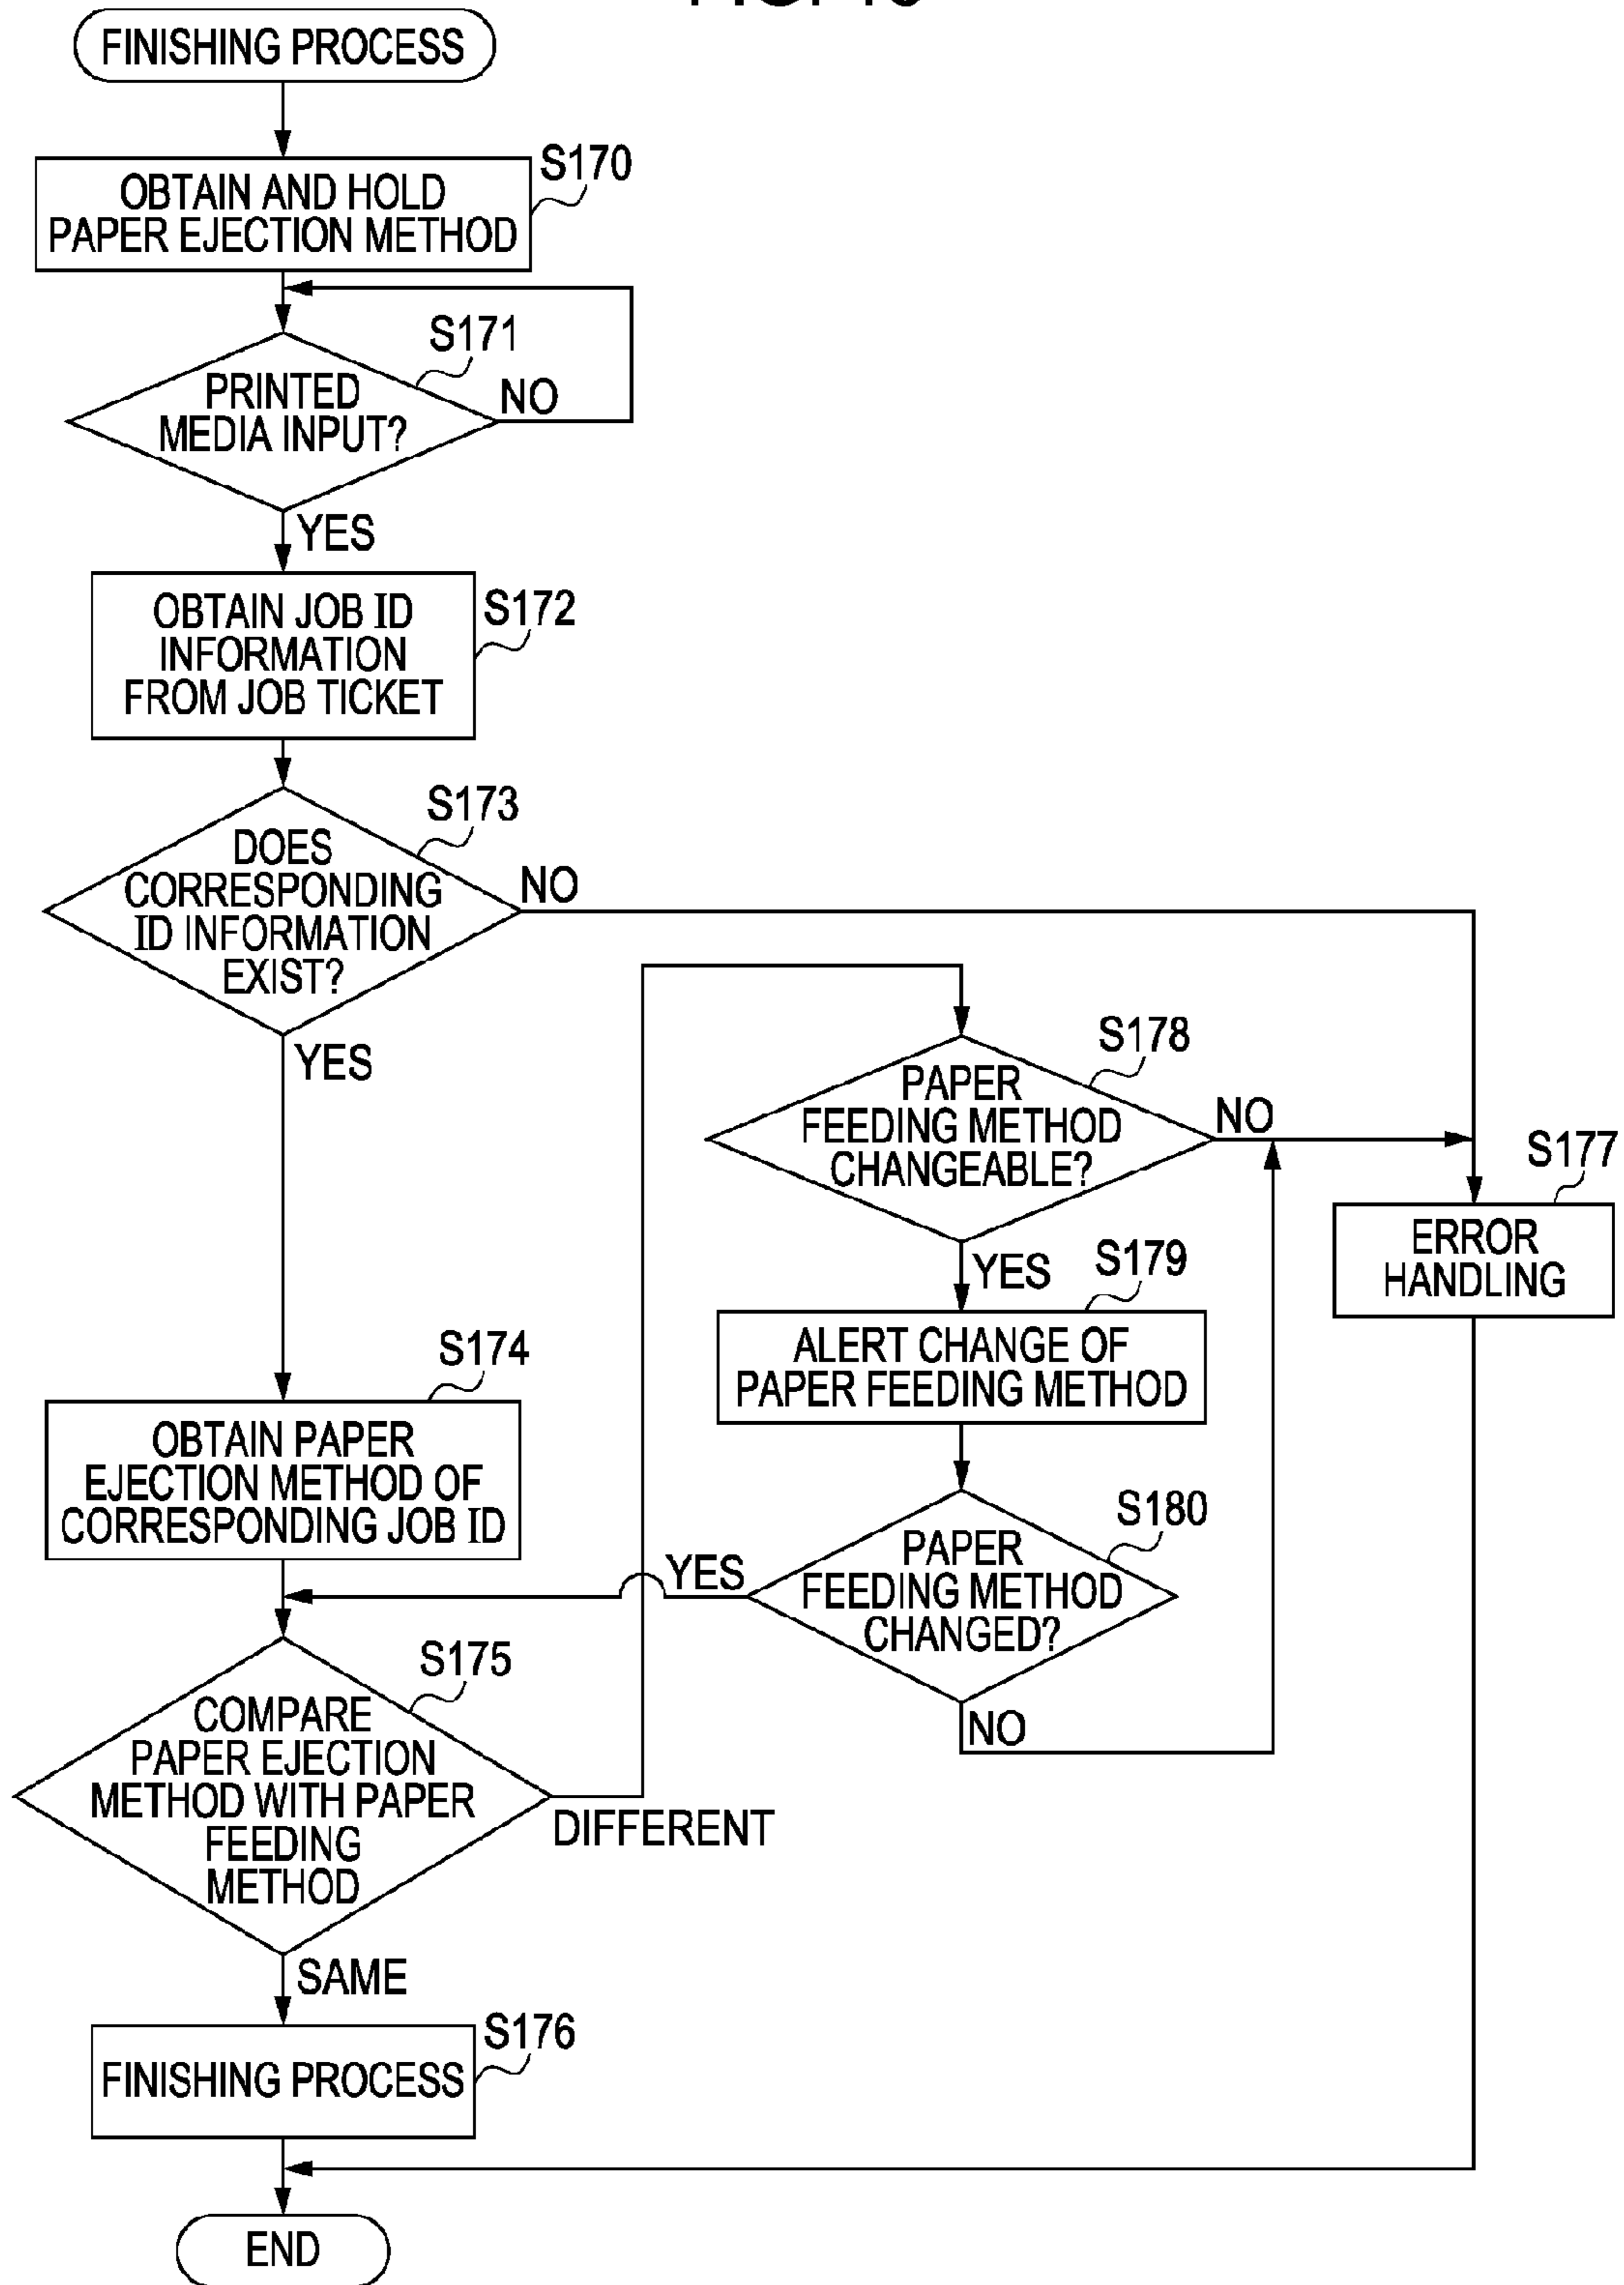 FINISHING PROCESS
S170
OBTAIN AND HOLD
PAPER EJECTION METHOD
S171
PRINTED
MEDIA INPUT?
NO
YES
S172
OBTAIN JOB ID
INFORMATION
FROM JOB TICKET
S173
DOES
CORRESPONDING
ID INFORMATION
EXIST?
NO
YES
S178
PAPER
FEEDING METHOD
CHANGEABLE?
NO
YES
S177
ERROR
HANDLING
S179
ALERT CHANGE OF
PAPER FEEDING METHOD
S174
OBTAIN PAPER
EJECTION METHOD OF
CORRESPONDING JOB ID
S180
PAPER
FEEDING METHOD
CHANGED?
YES
NO
S175
COMPARE
PAPER EJECTION
METHOD WITH PAPER
FEEDING
METHOD
DIFFERENT
SAME
S176
FINISHING PROCESS
END